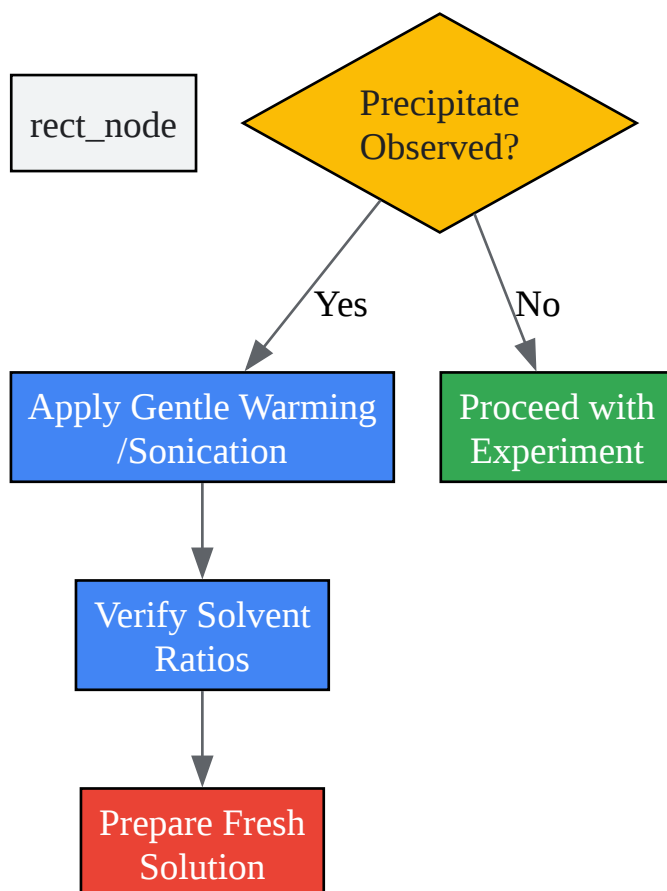 rect_node
Precipitate
Observed?
Yes
No
Apply Gentle Warming
/Sonication
Proceed with
Experiment
Verify Solvent
Ratios
Prepare Fresh
Solution